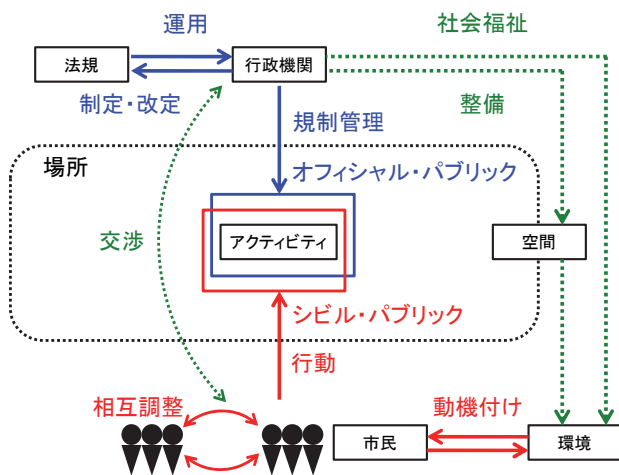 運用
社会福祉
法規
行政機関
制定・改定
整備
規制管理
場所
オフィシャル・パブリック
交渉
アクティビティ
空間
シビル・パブリック
行動
相互調整
動機付け
市民
環境